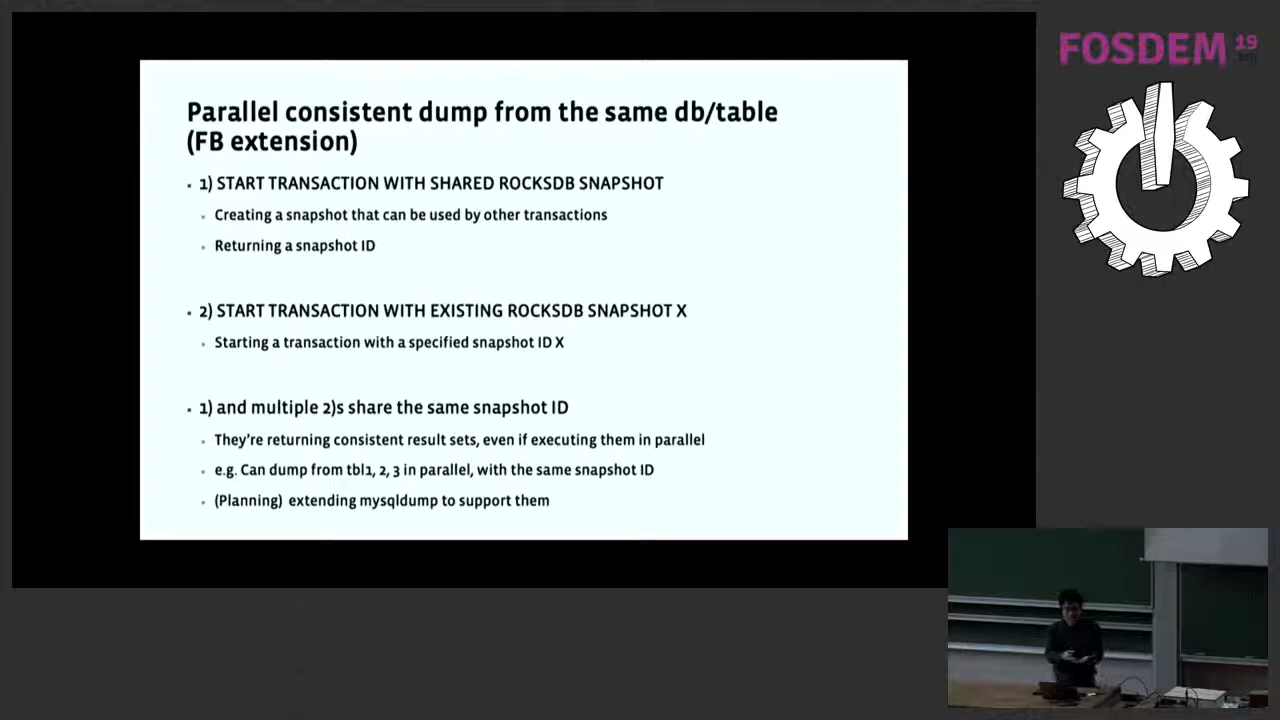 Parallel consistent dump from the same db/table
(FB extension)
1) START TRANSACTION WITH SHARED ROCKSDB SNAPSHOT
Creating a snapshot that can be used by other transactions
Returning a snapshot ID
2) START TRANSACTION WITH EXISTING ROCKSDB SNAPSHOT X
Starting a transaction with a specified snapshot ID X
1) and multiple 2)s share the same snapshot ID
They're returning consistent result sets, even if executing them in parallel
e.g. Can dump from tbl1, 2, 3 in parallel, with the same snapshot ID
(Planning) extending mysqldump to support them
FOSDEM 19